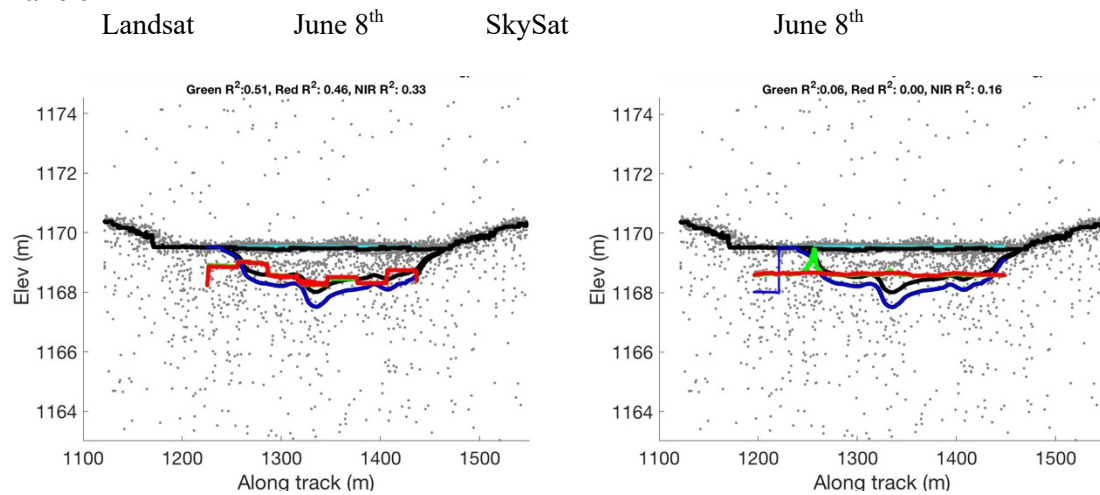 Landsat June 8th SkySat June 8th
Green R2:0.51, Red R2: 0.46, NIR R2: 0.33
1174
1172
1170
1168
1166
1164
Elev (m)
1100 1200 1300 1400 1500
Along track (m)
Green R2:0.06, Red R2: 0.00, NIR R2: 0.16
1174
1172
1170
1168
1166
1164
Elev (m)
1100 1200 1300 1400 1500
Along track (m)